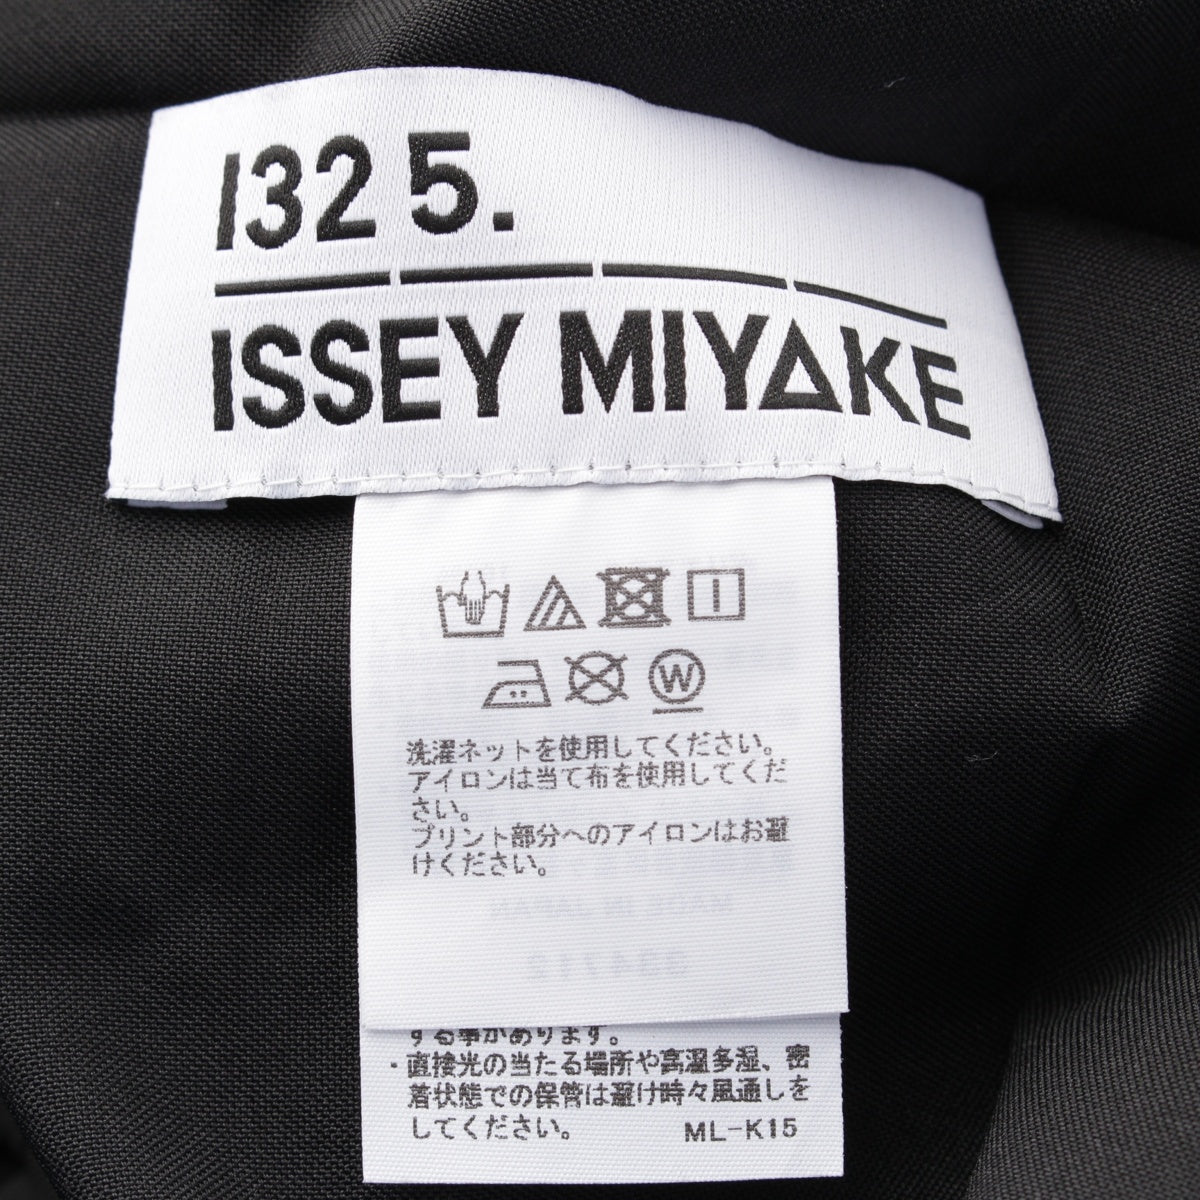 132 5.
ISSEY MIYAKE
W
洗濯ネットを使用してください。
アイロンは当て布を使用してくだ
さい。
プリント部分へのアイロンはお避
けください。
MADE IN JAPAN
する事があります。
・直接光の当たる場所や高温多湿、密
着状態での保管は避け時々風通しを
してください。
ML-K15